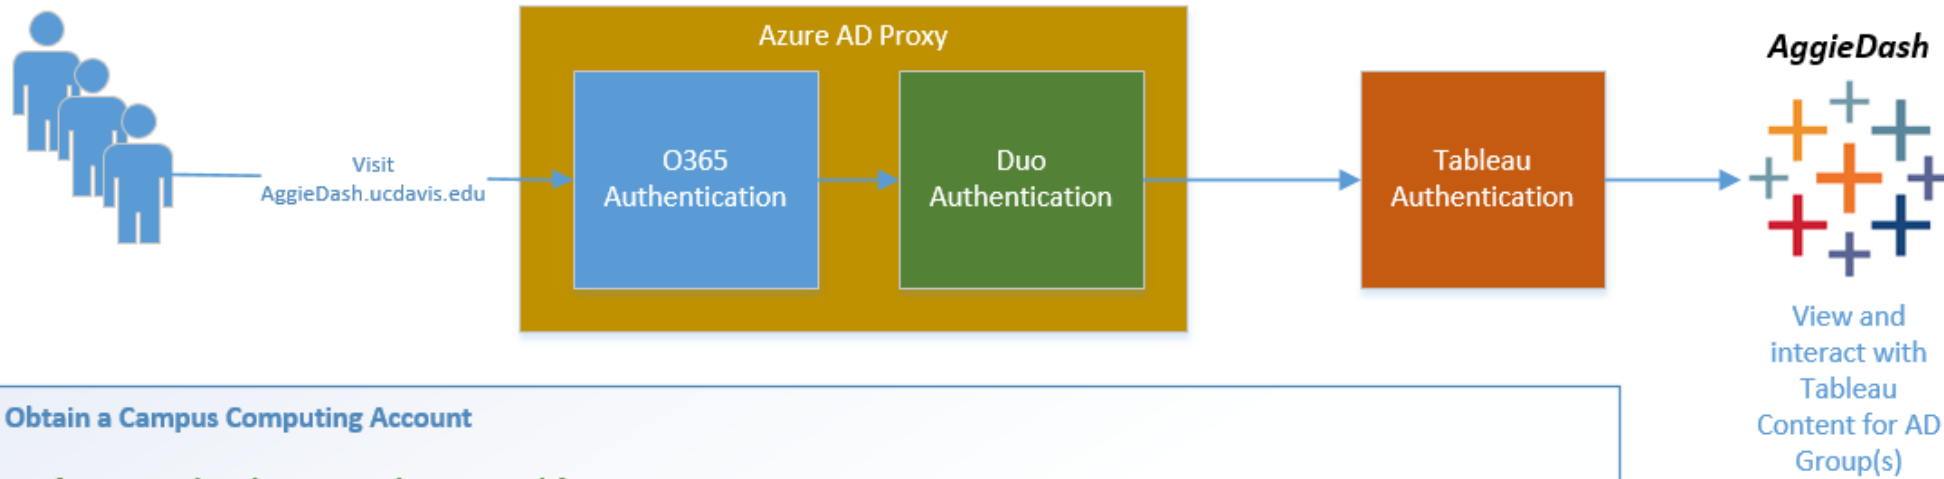 Azure AD Proxy
AggieDash
Visit
AggieDash.ucdavis.edu
O365
Authentication
Duo
Authentication
Tableau
Authentication
View and
interact with
Tableau
Content for AD
Group(s)
Obtain a Campus Computing Account